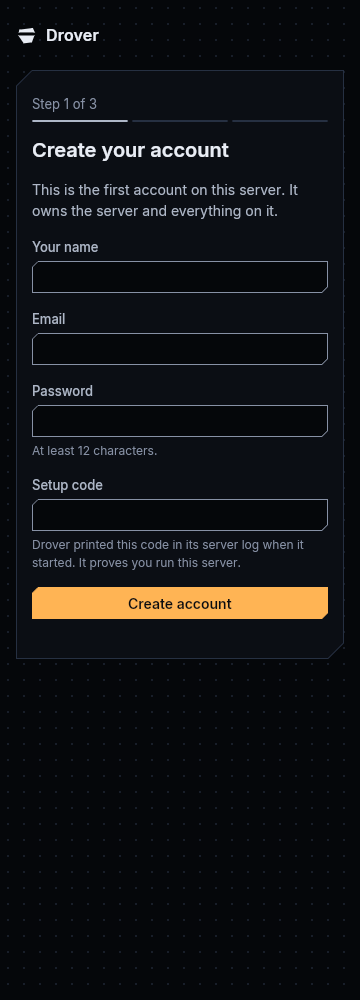 Drover
Step 1 of 3
Create your account
This is the first account on this server. It
owns the server and everything on it.
Your name
Email
Password
At least 12 characters.
Setup code
Drover printed this code in its server log when it
started. It proves you run this server.
Create account